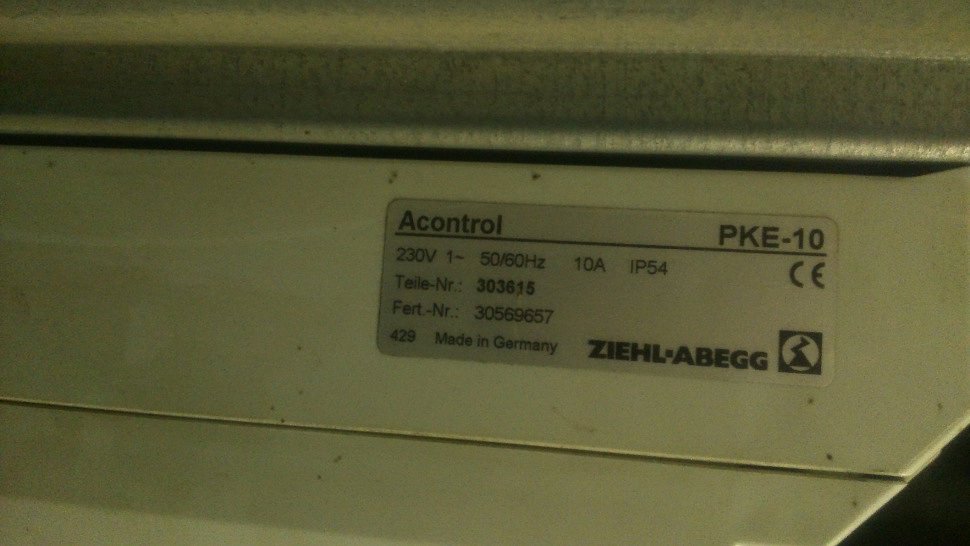 Acontrol PKE-10
230V 1~ 50/60Hz 10A IP54 CE
Teile-Nr.: 303615
Fert.-Nr.: 30569657
429 Made in Germany ZIEHL-ABEGG